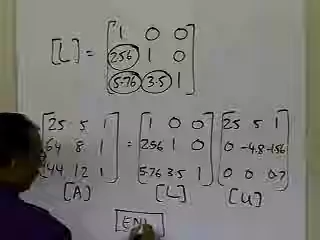 [L] = [1 0 0
2.56 1 0
5.76 3.5 1]
[25 5 1 = [1 0 0 [25 5 1
64 8 1 2.56 1 0 0 -4.8 -1.56
144 12 1] 5.76 3.5 1] 0 0 0.7]
[A] [L] [U]
END